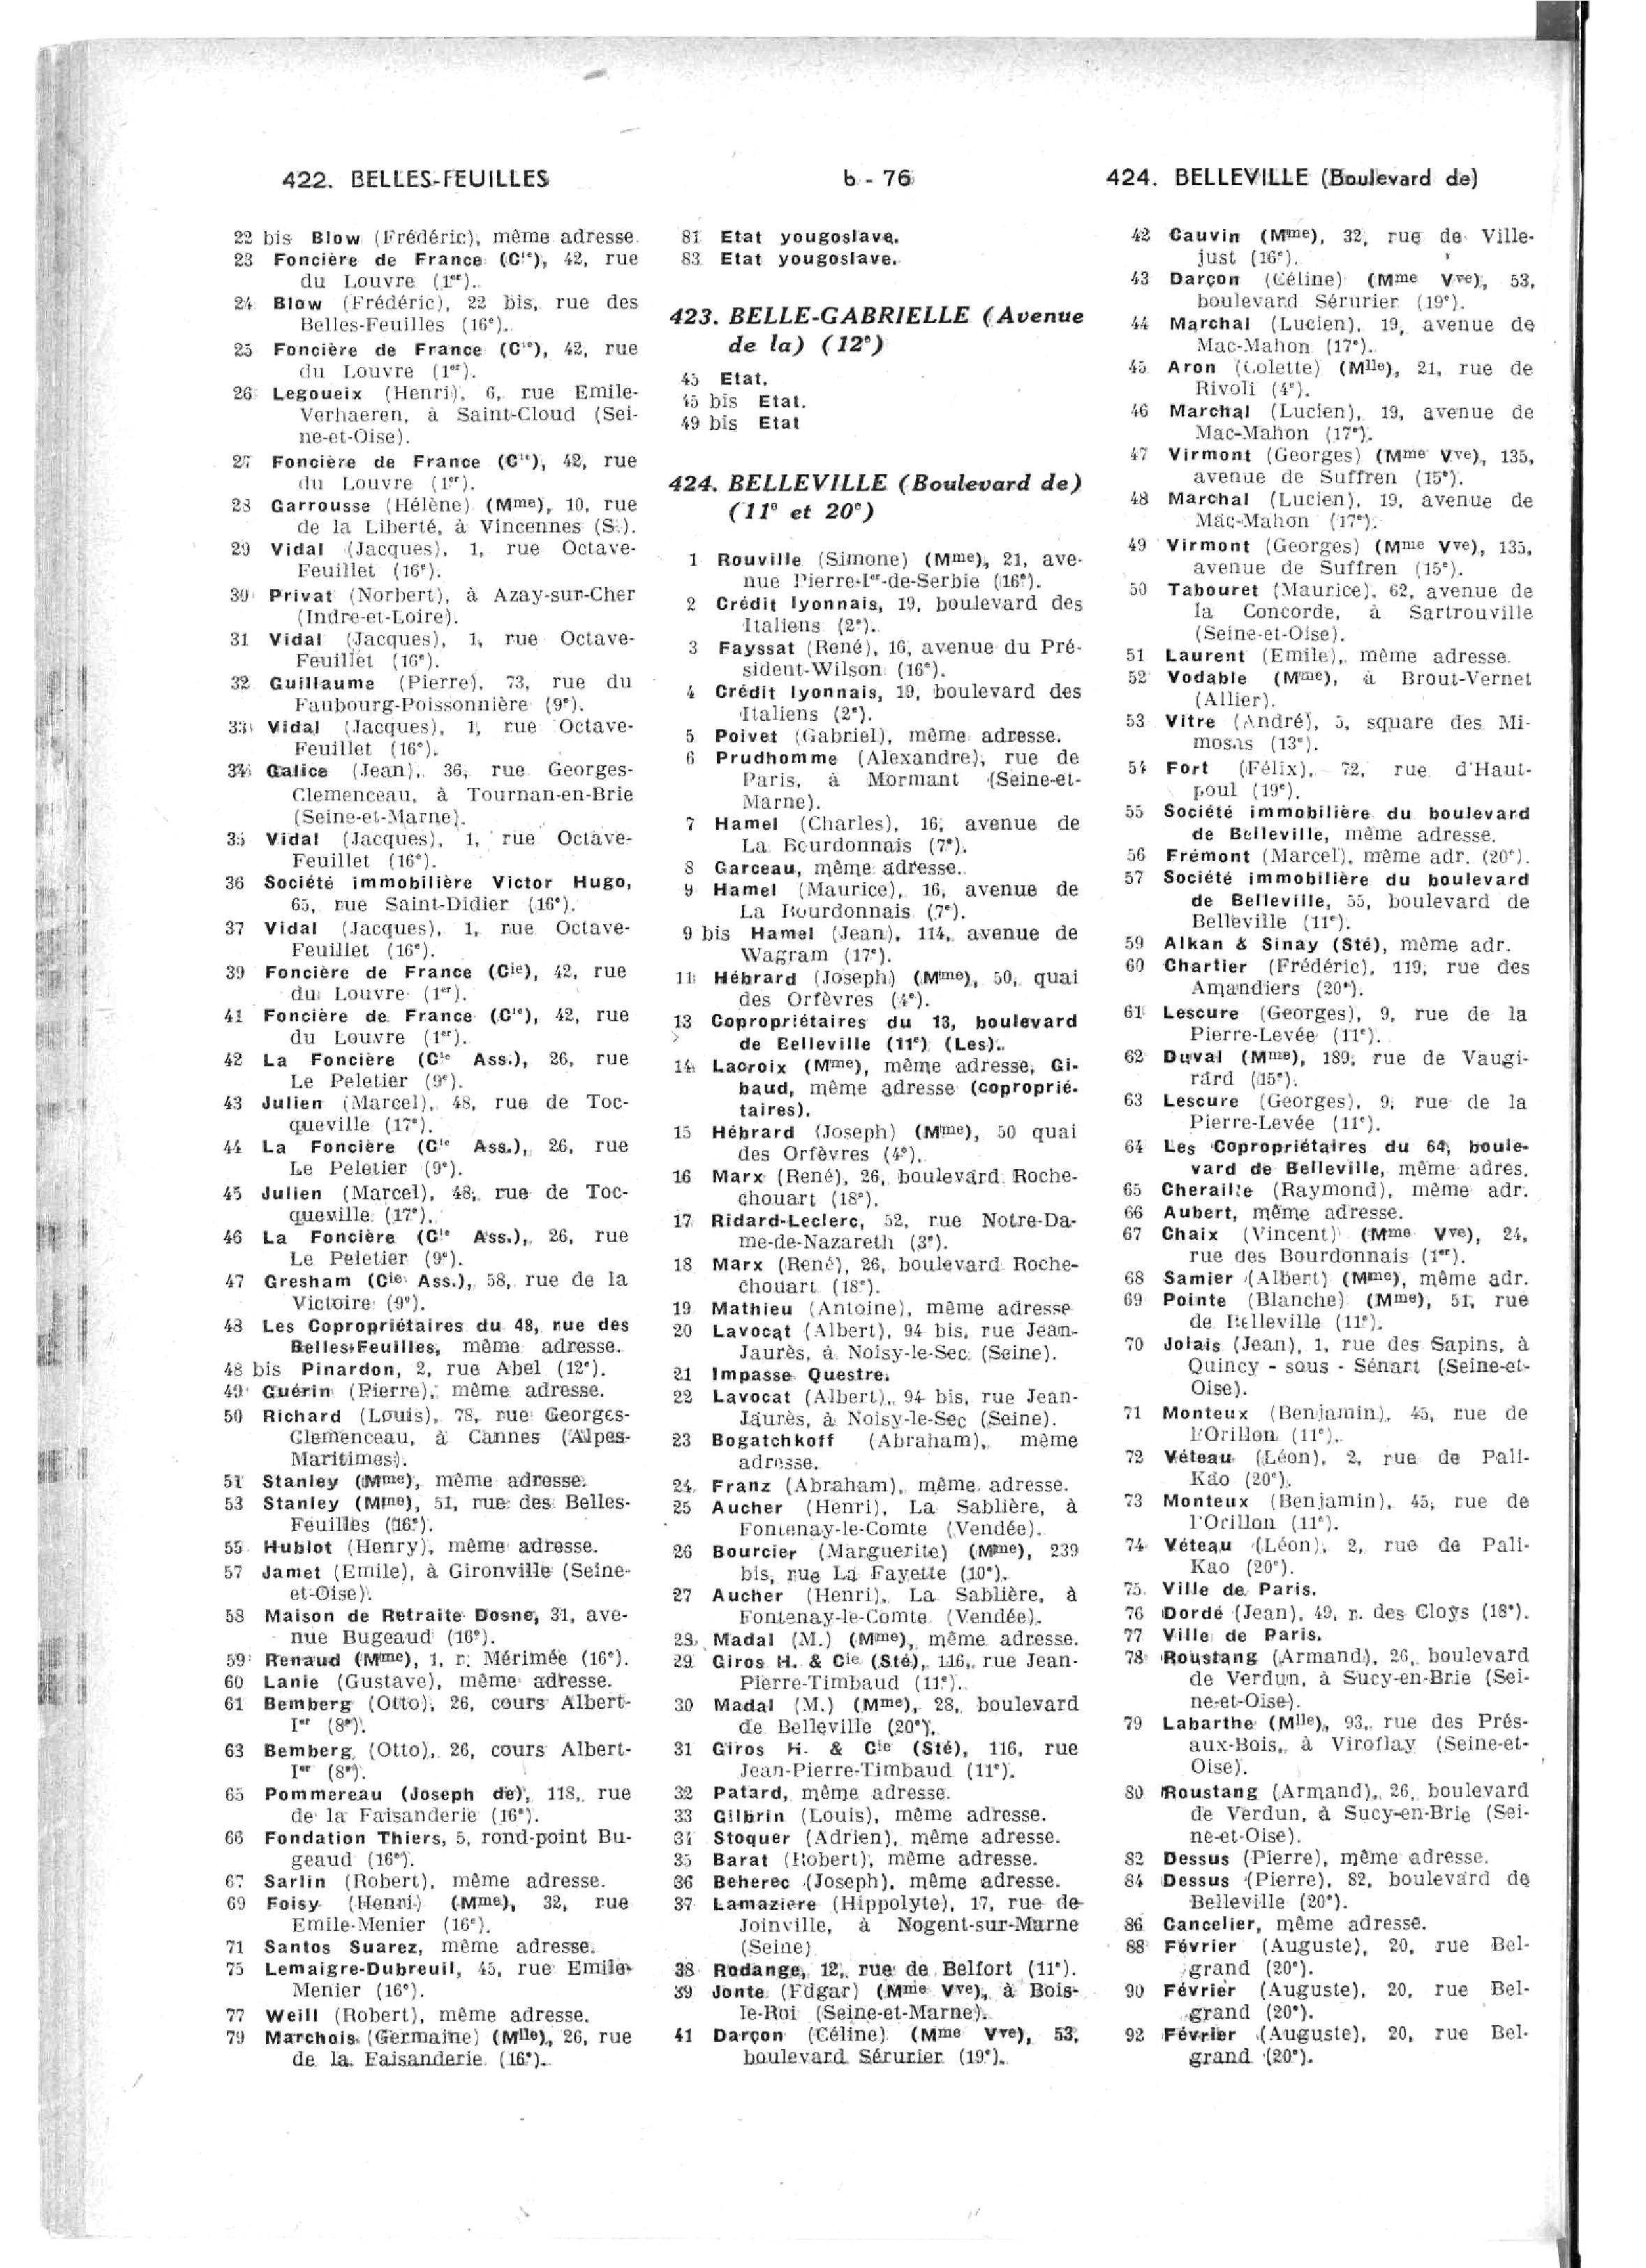 422. BELLES-FEUILLES
b - 76
424. BELLEVILLE (Boulevard de)
22 bis Blow (Frédéric), même adresse.
23 Foncière de France (Cie), 42, rue
du Louvre (1er).
24 Blow (Frédéric), 22 bis, rue des
Belles-Feuilles (16e).
25 Foncière de France (Cie), 42, rue
du Louvre (1er).
26 Legoueix (Henri), 6, rue Emile-
Verhaeren, à Saint-Cloud (Sei-
ne-et-Oise).
27 Foncière de France (Cie), 42, rue
du Louvre (1er).
28 Garrousse (Hélène) (Mme), 10, rue
de la Liberté, à Vincennes (S.).
29 Vidal (Jacques), 1, rue Octave-
Feuillet (16e).
30 Privat (Norbert), à Azay-sur-Cher
(Indre-et-Loire).
31 Vidal (Jacques), 1, rue Octave-
Feuillet (16e).
32 Guillaume (Pierre), 73, rue du
Faubourg-Poissonnière (9e).
33 Vidal (Jacques), 1, rue Octave-
Feuillet (16e).
34 Galice (Jean), 36, rue Georges-
Clemenceau, à Tournan-en-Brie
(Seine-et-Marne).
35 Vidal (Jacques), 1, rue Octave-
Feuillet (16e).
36 Société immobilière Victor Hugo,
65, rue Saint-Didier (16e).
37 Vidal (Jacques), 1, rue Octave-
Feuillet (16e).
39 Foncière de France (Cie), 42, rue
du Louvre (1er).
41 Foncière de France (Cie), 42, rue
du Louvre (1er).
42 La Foncière (Cie Ass.), 26, rue
Le Peletier (9e).
43 Julien (Marcel), 48, rue de Toc-
queville (17e).
44 La Foncière (Cie Ass.), 26, rue
Le Peletier (9e).
45 Julien (Marcel), 48, rue de Toc-
queville (17e).
46 La Foncière (Cie Ass.), 26, rue
Le Peletier (9e).
47 Gresham (Cie Ass.), 58, rue de la
Victoire (9e).
48 Les Copropriétaires du 48, rue des
Belles-Feuilles, même adresse.
48 bis Pinardon, 2, rue Abel (12e).
49 Guérin (Pierre), même adresse.
50 Richard (Louis), 78, rue Georges-
Clemenceau, à Cannes (Alpes-
Maritimes).
51 Stanley (Mme), même adresse.
53 Stanley (Mme), 51, rue des Belles-
Feuilles (16e).
55 Hublot (Henry), même adresse.
57 Jamet (Emile), à Gironville (Seine-
et-Oise).
58 Maison de Retraite Dosne, 31, ave-
nue Bugeaud (16e).
59 Renaud (Mme), 1, r. Mérimée (16e).
60 Lanie (Gustave), même adresse.
61 Bemberg (Otto), 26, cours Albert-
Ier (8e).
63 Bemberg (Otto), 26, cours Albert-
Ier (8e).
65 Pommereau (Joseph de), 118, rue
de la Faisanderie (16e).
66 Fondation Thiers, 5, rond-point Bu-
geaud (16e).
67 Sarlin (Robert), même adresse.
69 Foisy (Henri) (Mme), 32, rue
Emile-Menier (16e).
71 Santos Suarez, même adresse.
75 Lemaigre-Dubreuil, 45, rue Emile-
Menier (16e).
77 Weill (Robert), même adresse.
79 Marchais (Germaine) (Mlle), 26, rue
de la Faisanderie (16e).
81 Etat yougoslave.
83 Etat yougoslave.
423. BELLE-GABRIELLE (Avenue
de la) (12e)
45 Etat.
45 bis Etat.
49 bis Etat
424. BELLEVILLE (Boulevard de)
(11e et 20e)
1 Rouville (Simone) (Mme), 21, ave-
nue Pierre-Ier-de-Serbie (16e).
2 Crédit lyonnais, 19, boulevard des
Italiens (2e).
3 Fayssat (René), 16, avenue du Pré-
sident-Wilson (16e).
4 Crédit lyonnais, 19, boulevard des
Italiens (2e).
5 Poivet (Gabriel), même adresse.
6 Prudhomme (Alexandre), rue de
Paris, à Mormant (Seine-et-
Marne).
7 Hamel (Charles), 16, avenue de
La Bourdonnais (7e).
8 Garceau, même adresse.
9 Hamel (Maurice), 16, avenue de
La Bourdonnais (7e).
9 bis Hamel (Jean), 114, avenue de
Wagram (17e).
11 Hébrard (Joseph) (Mme), 50, quai
des Orfèvres (4e).
13 Copropriétaires du 13, boulevard
de Belleville (11e) (Les).
14 Lacroix (Mme), même adresse, Gi-
baud, même adresse (coproprié-
taires).
15 Hébrard (Joseph) (Mme), 50 quai
des Orfèvres (4e).
16 Marx (René), 26, boulevard Roche-
chouart (18e).
17 Ridard-Leclerc, 52, rue Notre-Da-
me-de-Nazareth (3e).
18 Marx (René), 26, boulevard Roche-
chouart (18e).
19 Mathieu (Antoine), même adresse
20 Lavocat (Albert), 94 bis, rue Jean-
Jaurès, à Noisy-le-Sec (Seine).
21 Impasse Questre.
22 Lavocat (Albert), 94 bis, rue Jean-
Jaurès, à Noisy-le-Sec (Seine).
23 Bogatchkoff (Abraham), même
adresse.
24 Franz (Abraham), même adresse.
25 Aucher (Henri), La Sablière, à
Fontenay-le-Comte (Vendée).
26 Bourcier (Marguerite) (Mme), 239
bis, rue La Fayette (10e).
27 Aucher (Henri), La Sablière, à
Fontenay-le-Comte (Vendée).
28 Madal (M.) (Mme), même adresse.
29 Giros H. & Cie (Sté), 116, rue Jean-
Pierre-Timbaud (11e).
30 Madal (M.) (Mme), 28, boulevard
de Belleville (20e).
31 Giros H. & Cie (Sté), 116, rue
Jean-Pierre-Timbaud (11e).
32 Patard, même adresse.
33 Gilbrin (Louis), même adresse.
34 Stoquer (Adrien), même adresse.
35 Barat (Robert), même adresse.
36 Beherec (Joseph), même adresse.
37 Lamaziere (Hippolyte), 17, rue de
Joinville, à Nogent-sur-Marne
(Seine)
38 Rodange, 12, rue de Belfort (11e).
39 Jonte (Edgar) (Mme Vve), à Bois-
le-Roi (Seine-et-Marne).
41 Darçon (Céline) (Mme Vve), 53,
boulevard Sérurier (19e).
42 Cauvin (Mme), 32, rue de Ville-
just (16e).
43 Darçon (Céline) (Mme Vve), 53,
boulevard Sérurier (19e).
44 Marchal (Lucien), 19, avenue de
Mac-Mahon (17e).
45 Aron (Colette) (Mlle), 21, rue de
Rivoli (4e).
46 Marchal (Lucien), 19, avenue de
Mac-Mahon (17e).
47 Virmont (Georges) (Mme Vve), 135,
avenue de Suffren (15e).
48 Marchal (Lucien), 19, avenue de
Mac-Mahon (17e).
49 Virmont (Georges) (Mme Vve), 135,
avenue de Suffren (15e).
50 Tabouret (Maurice), 62, avenue de
la Concorde, à Sartrouville
(Seine-et-Oise).
51 Laurent (Emile), même adresse.
52 Vodable (Mme), à Brout-Vernet
(Allier).
53 Vitre (André), 5, square des Mi-
mosas (13e).
54 Fort (Félix), 72, rue d'Haut-
poul (19e).
55 Société immobilière du boulevard
de Belleville, même adresse.
56 Frémont (Marcel), même adr. (20e).
57 Société immobilière du boulevard
de Belleville, 55, boulevard de
Belleville (11e).
59 Alkan & Sinay (Sté), même adr.
60 Chartier (Frédéric), 119, rue des
Amandiers (20e).
61 Lescure (Georges), 9, rue de la
Pierre-Levée (11e).
62 Duval (Mme), 189, rue de Vaugi-
rard (15e).
63 Lescure (Georges), 9, rue de la
Pierre-Levée (11e).
64 Les Copropriétaires du 64, boule-
vard de Belleville, même adres.
65 Cheraille (Raymond), même adr.
66 Aubert, même adresse.
67 Chaix (Vincent) (Mme Vve), 24,
rue des Bourdonnais (1er).
68 Samier (Albert) (Mme), même adr.
69 Pointe (Blanche) (Mme), 51, rue
de Belleville (11e).
70 Jolais (Jean), 1, rue des Sapins, à
Quincy - sous - Sénart (Seine-et-
Oise).
71 Monteux (Benjamin), 45, rue de
l'Orillon (11e).
72 Véteau (Léon), 2, rue de Pali-
Kao (20e).
73 Monteux (Benjamin), 45, rue de
l'Orillon (11e).
74 Véteau (Léon), 2, rue de Pali-
Kao (20e).
75 Ville de Paris.
76 Dordé (Jean), 49, r. des Cloys (18e).
77 Ville de Paris.
78 Roustang (Armand), 26, boulevard
de Verdun, à Sucy-en-Brie (Sei-
ne-et-Oise).
79 Labarthe (Mlle), 93, rue des Prés-
aux-Bois, à Viroflay (Seine-et-
Oise).
80 Roustang (Armand), 26, boulevard
de Verdun, à Sucy-en-Brie (Sei-
ne-et-Oise).
82 Dessus (Pierre), même adresse.
84 Dessus (Pierre), 82, boulevard de
Belleville (20e).
86 Cancelier, même adresse.
88 Février (Auguste), 20, rue Bel-
grand (20e).
90 Février (Auguste), 20, rue Bel-
grand (20e).
92 Février (Auguste), 20, rue Bel-
grand (20e).